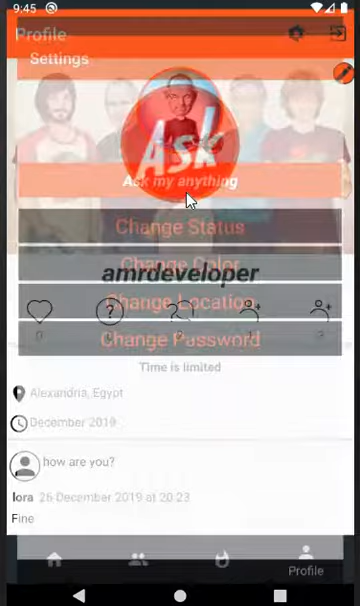 9:45
Profile
Settings
Ask
Ask my anything
Change Status
Change Color
amrdeveloper
Change Location
Change Password
Time is limited
Alexandria, Egypt
December 2019
how are you?
lora 26 December 2019 at 20:23
Fine
Profile